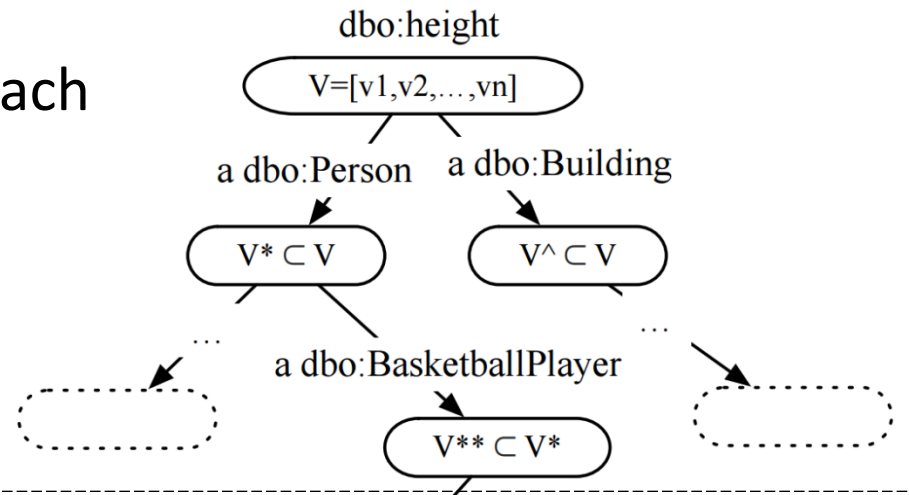 dbo:height
ach
V=[v1,v2,...,vn]
a dbo:Person
a dbo:Building
V* ⊂ V
V^ ⊂ V
...
...
a dbo:BasketballPlayer
V** ⊂ V*